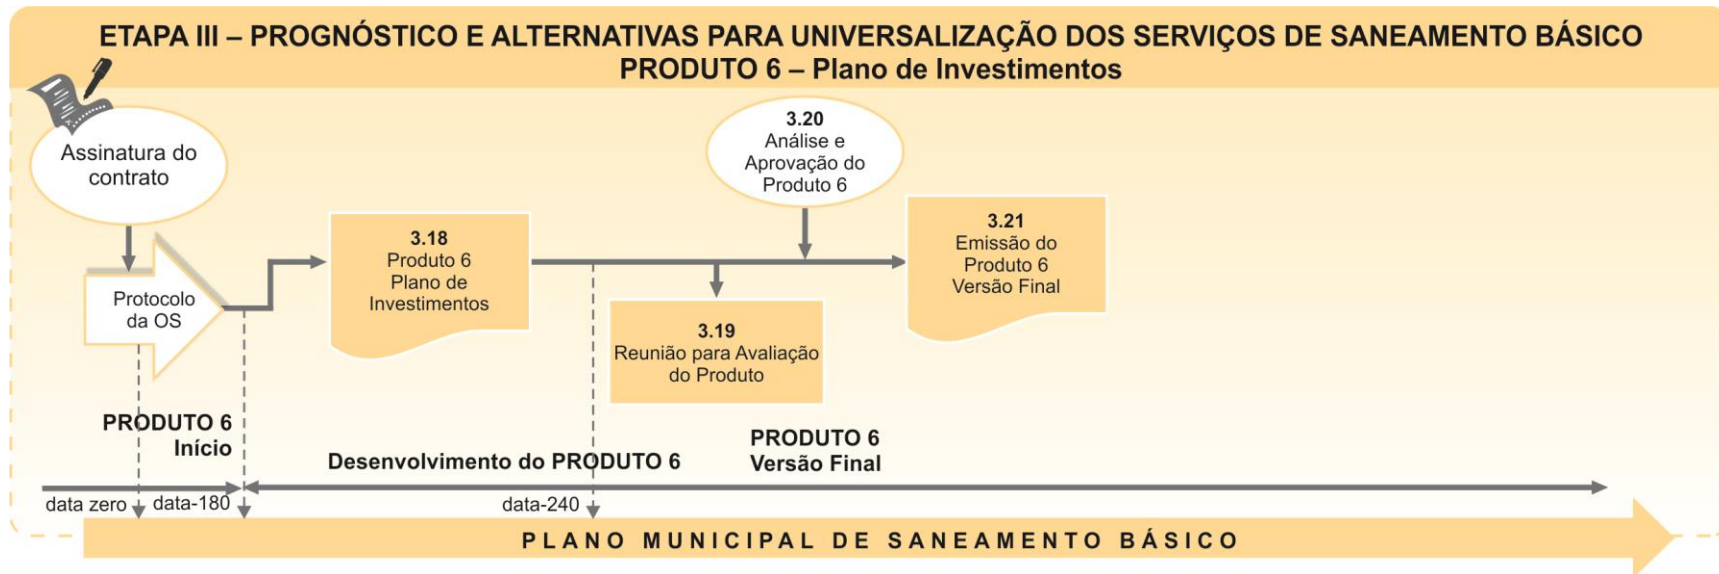 ETAPA III – PROGNÓSTICO E ALTERNATIVAS PARA UNIVERSALIZAÇÃO DOS SERVIÇOS DE SANEAMENTO BÁSICO
PRODUTO 6 – Plano de Investimentos
Assinatura do
contrato
Protocolo
da OS
3.18
Produto 6
Plano de
Investimentos
3.20
Análise e
Aprovação do
Produto 6
3.19
Reunião para Avaliação
do Produto
3.21
Emissão do
Produto 6
Versão Final
PRODUTO 6
Início
Desenvolvimento do PRODUTO 6
PRODUTO 6
Versão Final
data zero
data-180
data-240
PLANO MUNICIPAL DE SANEAMENTO BÁSICO